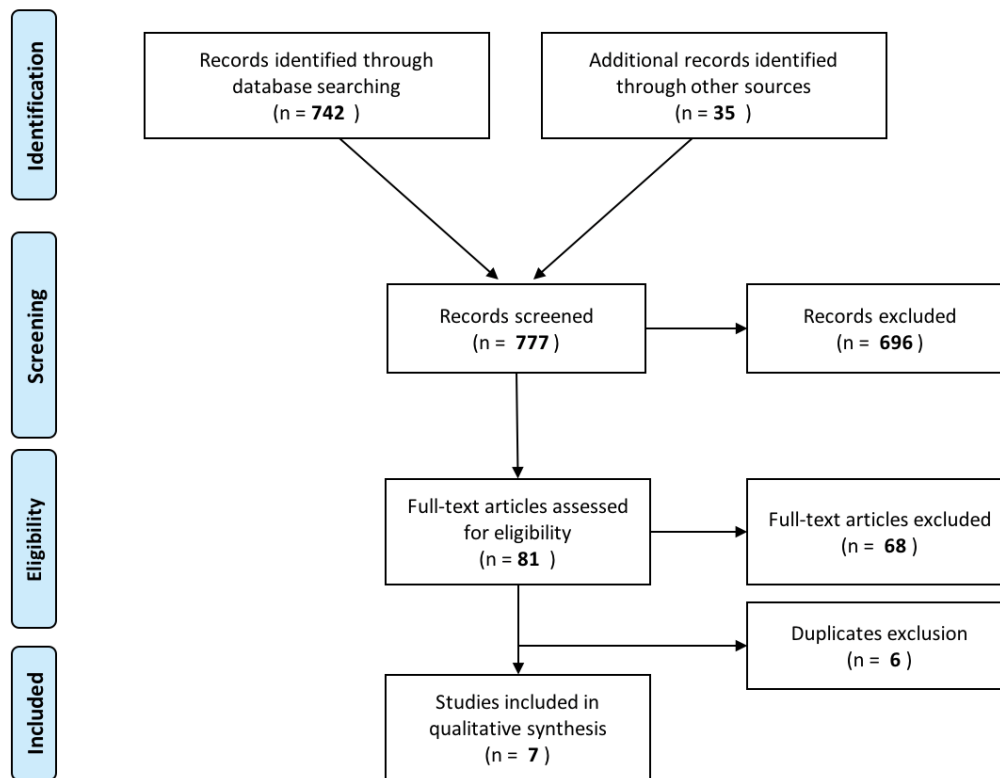 Identification
Records identified through
database searching
(n = 742 )
Additional records identified
through other sources
(n = 35 )
Screening
Records screened
(n = 777 )
Records excluded
(n = 696 )
Eligibility
Full-text articles assessed
for eligibility
(n = 81 )
Full-text articles excluded
(n = 68 )
Duplicates exclusion
(n = 6 )
Included
Studies included in
qualitative synthesis
(n = 7 )